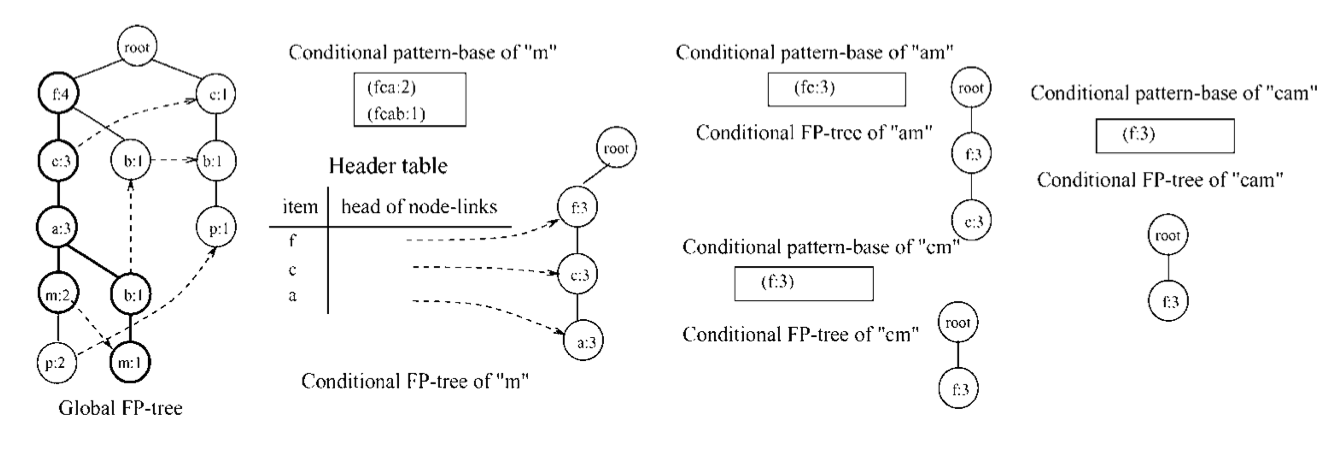 root
f:4
c:1
c:3
b:1
b:1
a:3
p:1
m:2
b:1
p:2
m:1
Global FP-tree
Conditional pattern-base of "m"
(fca:2)
(fcab:1)
Header table
item head of node-links
f
c
a
root
f:3
c:3
a:3
Conditional FP-tree of "m"
Conditional pattern-base of "am"
(fc:3)
Conditional FP-tree of "am"
root
f:3
c:3
Conditional pattern-base of "cm"
(f:3)
Conditional FP-tree of "cm"
root
f:3
Conditional pattern-base of "cam"
(f:3)
Conditional FP-tree of "cam"
root
f:3